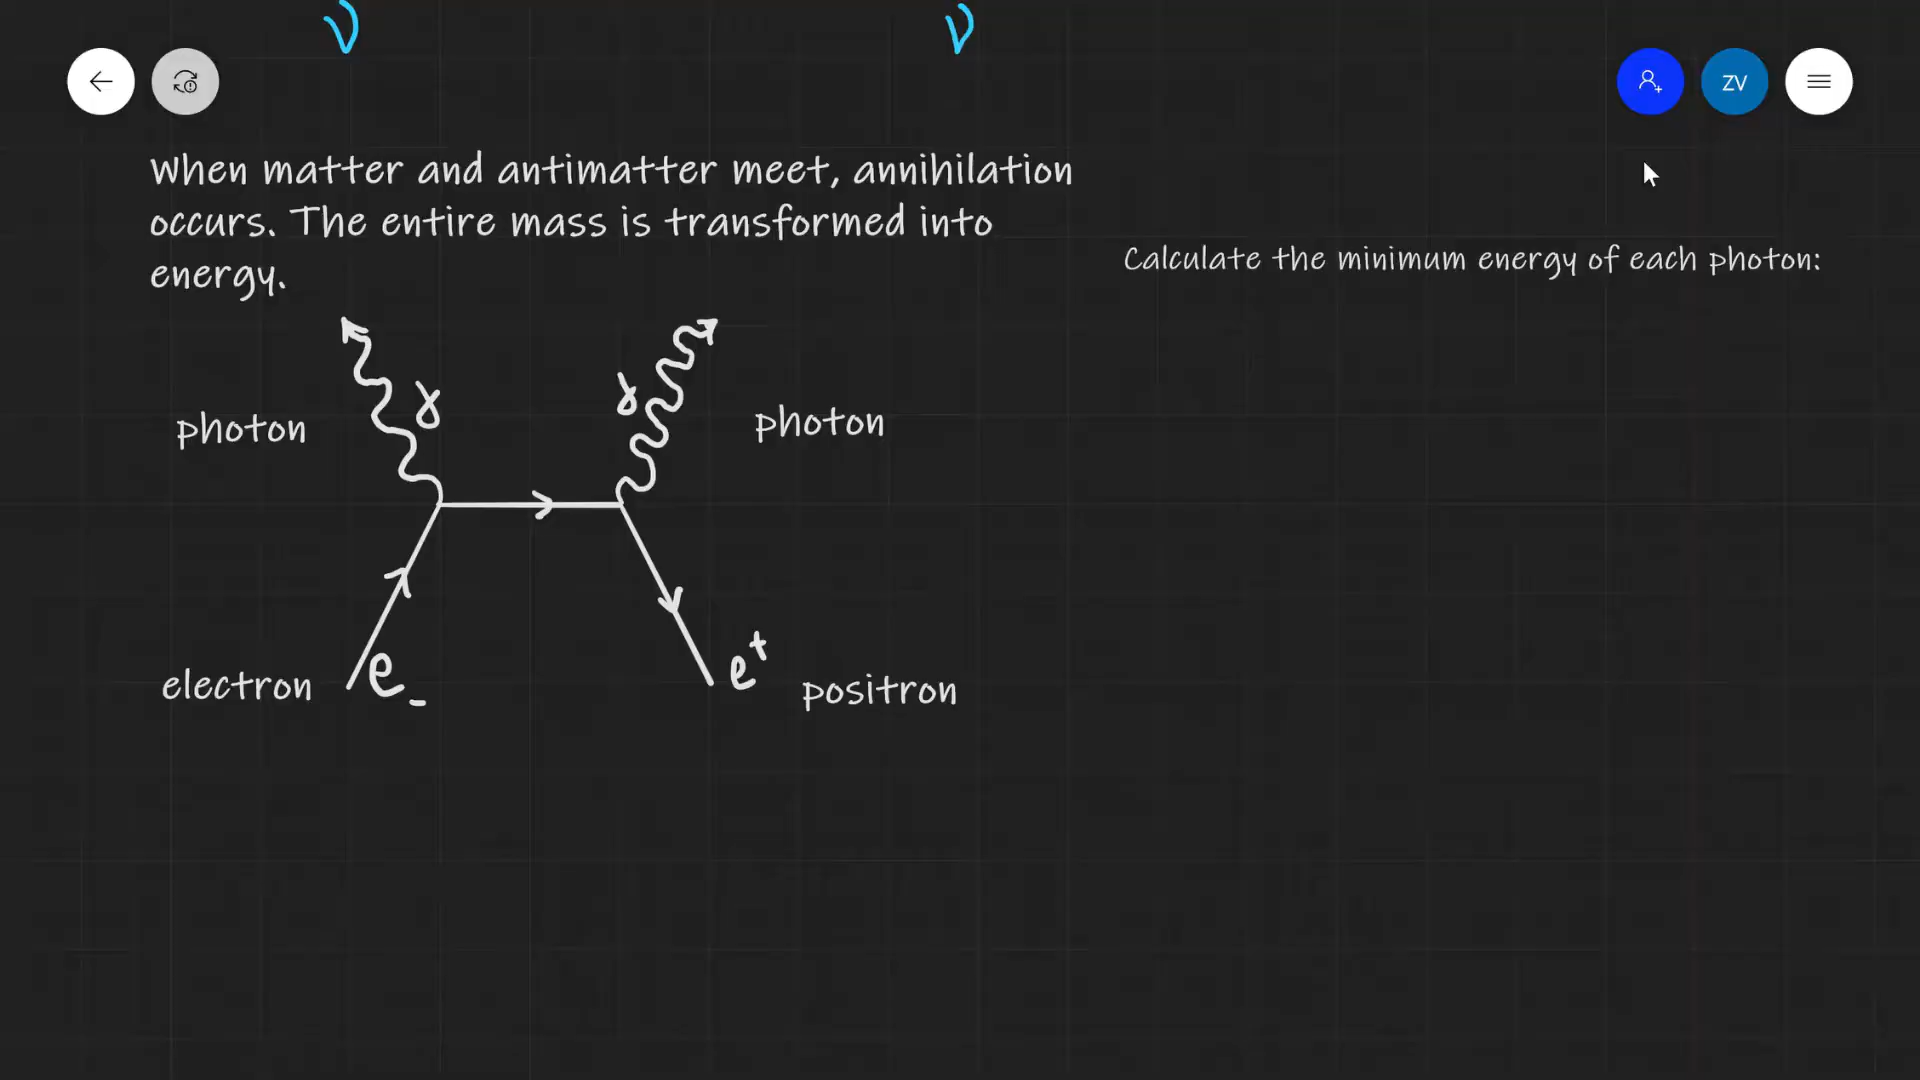 ν ν
ZV
When matter and antimatter meet, annihilation
occurs. The entire mass is transformed into
energy.
Calculate the minimum energy of each photon:
γ γ
photon photon
electron e- e+ positron